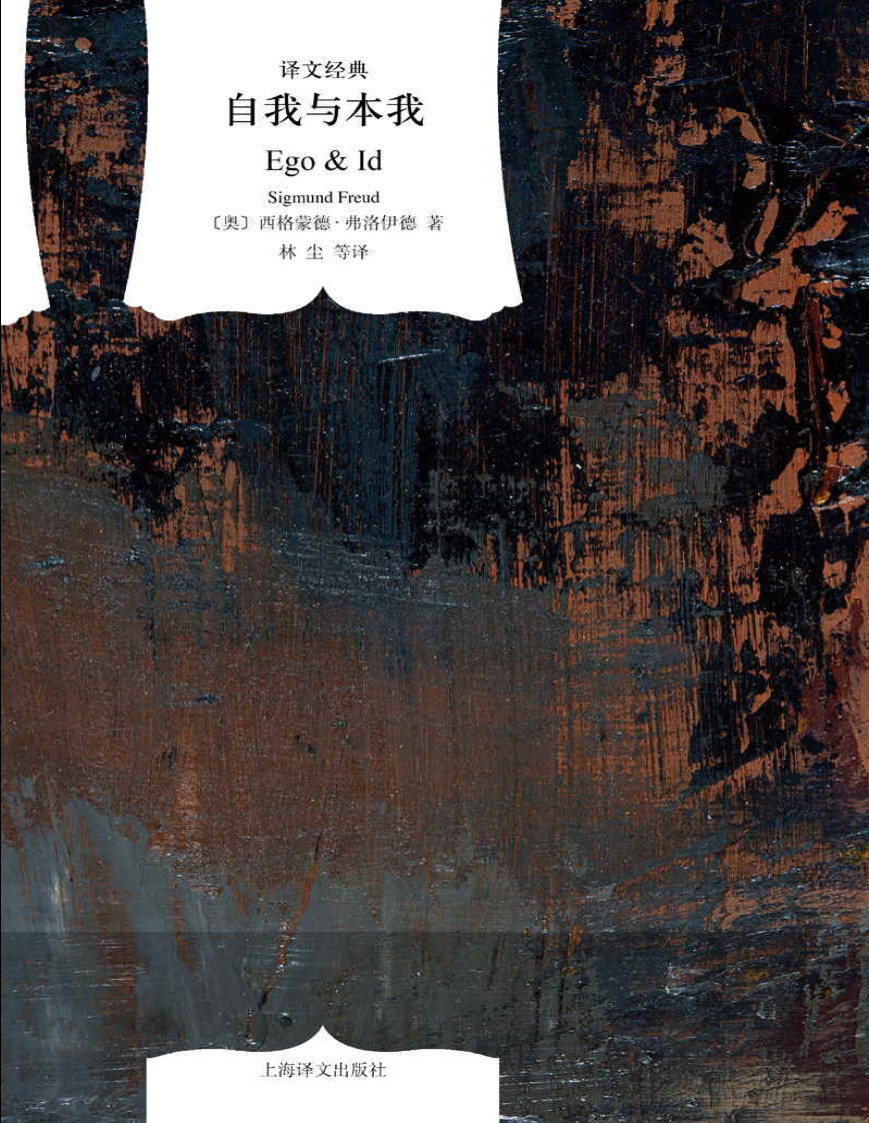 译文经典
自我与本我
Ego & Id
Sigmund Freud
〔奥〕西格蒙德·弗洛伊德 著
林 尘 等译
上海译文出版社